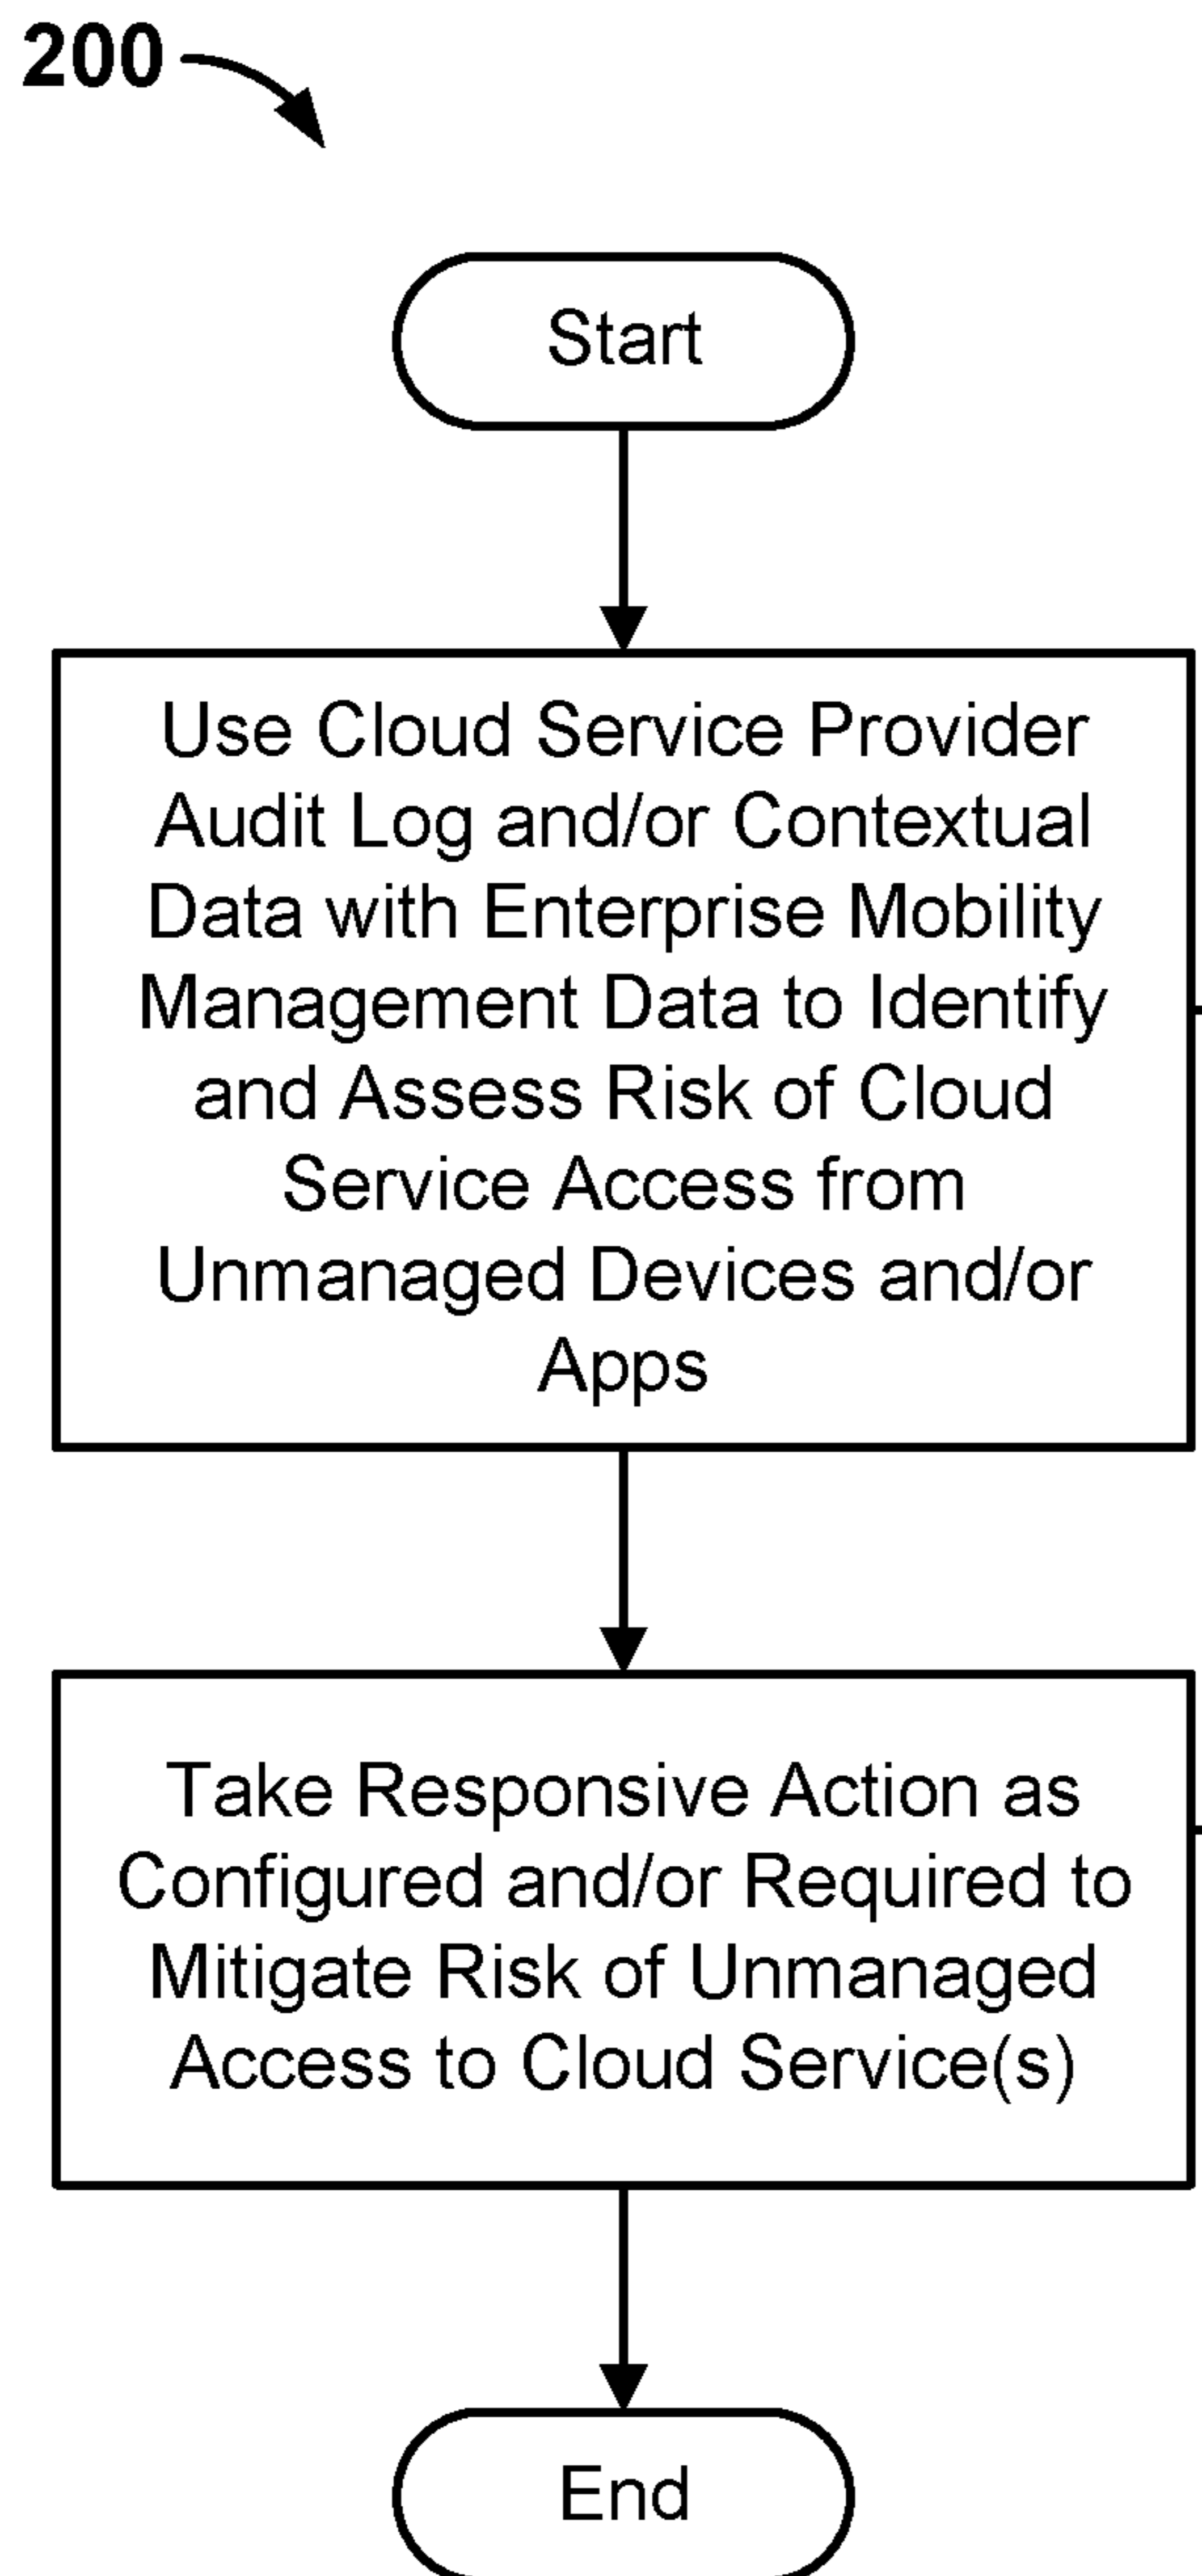 200
Start
Use Cloud Service Provider
Audit Log and/or Contextual
Data with Enterprise Mobility
Management Data to Identify
and Assess Risk of Cloud
Service Access from
Unmanaged Devices and/or
Apps
Take Responsive Action as
Configured and/or Required to
Mitigate Risk of Unmanaged
Access to Cloud Service(s)
End